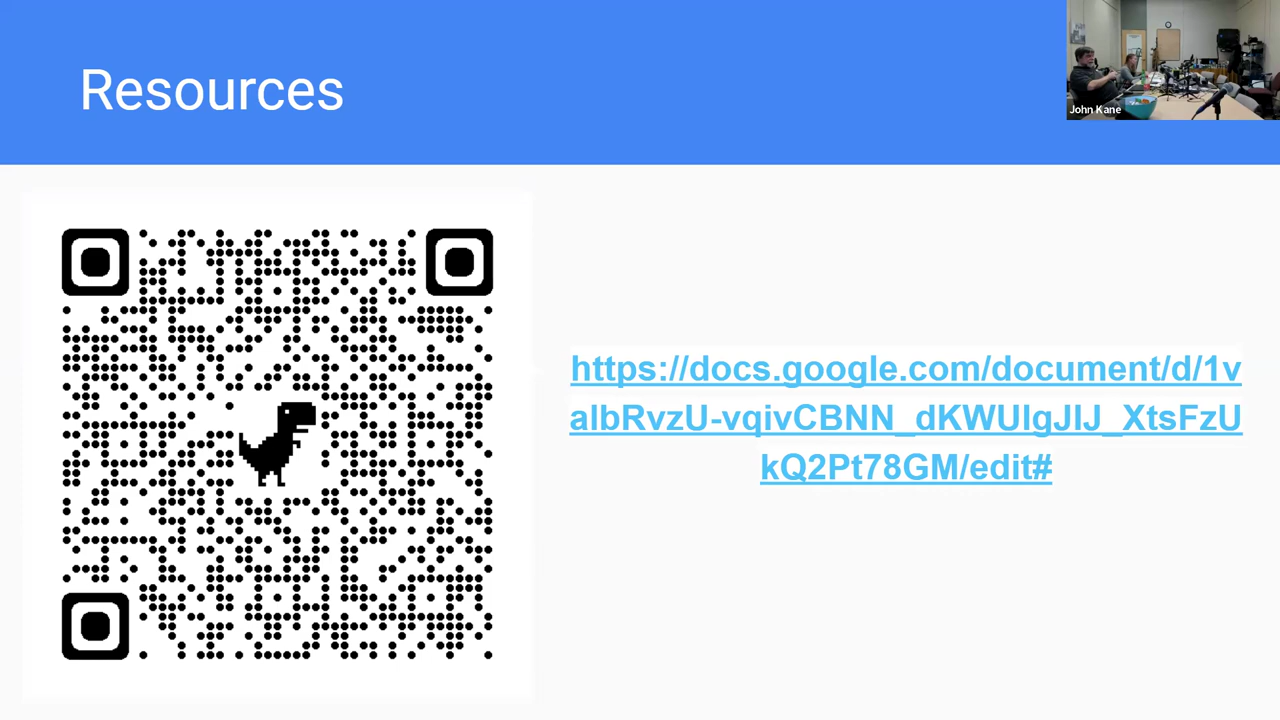 Resources
John Kane
https://docs.google.com/document/d/1v
albRvzU-vqivCBNN_dKWUlgJIJ_XtsFzU
kQ2Pt78GM/edit#